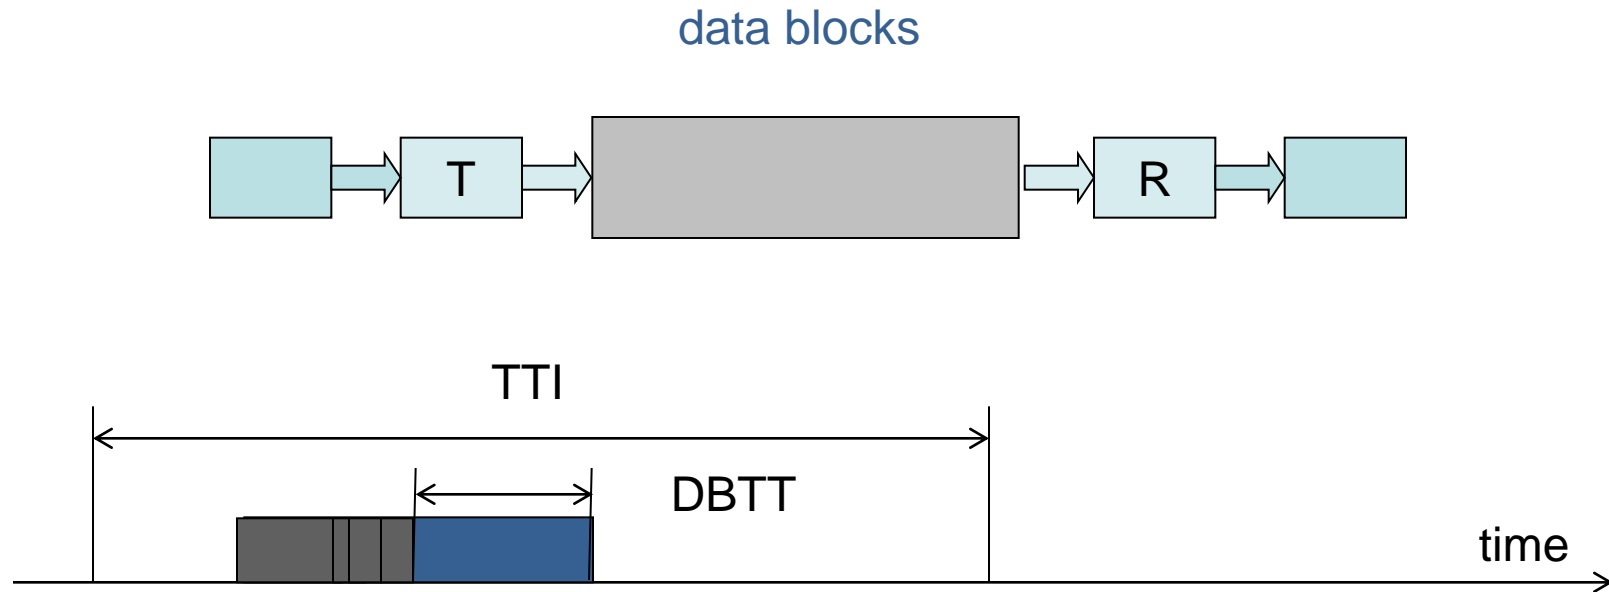 data blocks
T
R
TTI
DBTT
time